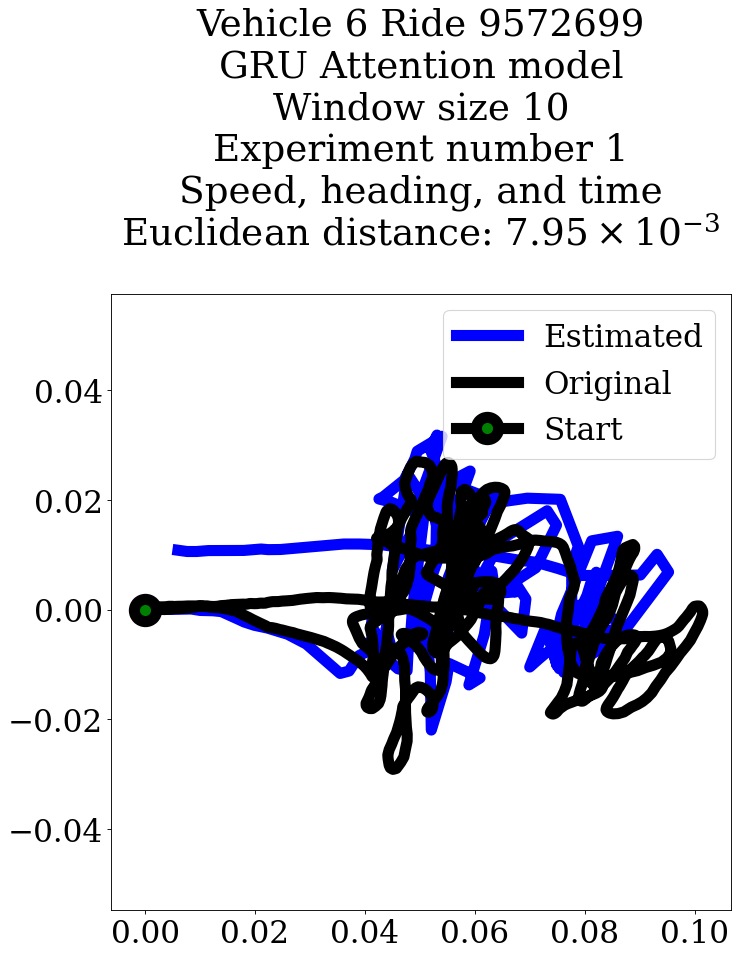 Vehicle 6 Ride 9572699
GRU Attention model
Window size 10
Experiment number 1
Speed, heading, and time
Euclidean distance: 7.95 × 10⁻³
Estimated
Original
Start
0.04
0.02
0.00
−0.02
−0.04
0.00 0.02 0.04 0.06 0.08 0.10